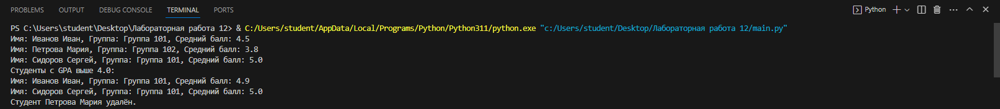 PROBLEMS OUTPUT DEBUG CONSOLE TERMINAL PORTS Python
PS C:\Users\student\Desktop\Лабораторная работа 12> & C:/Users/student/AppData/Local/Programs/Python/Python311/python.exe "c:/Users/student/Desktop/Лабораторная работа 12/main.py"
Имя: Иванов Иван, Группа: Группа 101, Средний балл: 4.5
Имя: Петрова Мария, Группа: Группа 102, Средний балл: 3.8
Имя: Сидоров Сергей, Группа: Группа 101, Средний балл: 5.0
Студенты с GPA выше 4.0:
Имя: Иванов Иван, Группа: Группа 101, Средний балл: 4.9
Имя: Сидоров Сергей, Группа: Группа 101, Средний балл: 5.0
Студент Петрова Мария удалён.